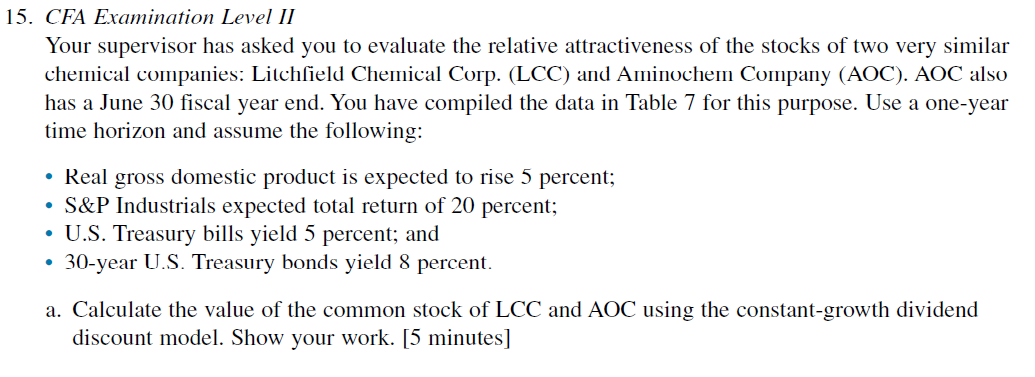 15. CFA Examination Level II
Your supervisor has asked you to evaluate the relative attractiveness of the stocks of two very similar
chemical companies: Litchfield Chemical Corp. (LCC) and Aminochem Company (AOC). AOC also
has a June 30 fiscal year end. You have compiled the data in Table 7 for this purpose. Use a one-year
time horizon and assume the following:
• Real gross domestic product is expected to rise 5 percent;
• S&P Industrials expected total return of 20 percent;
• U.S. Treasury bills yield 5 percent; and
• 30-year U.S. Treasury bonds yield 8 percent.
a. Calculate the value of the common stock of LCC and AOC using the constant-growth dividend
discount model. Show your work. [5 minutes]